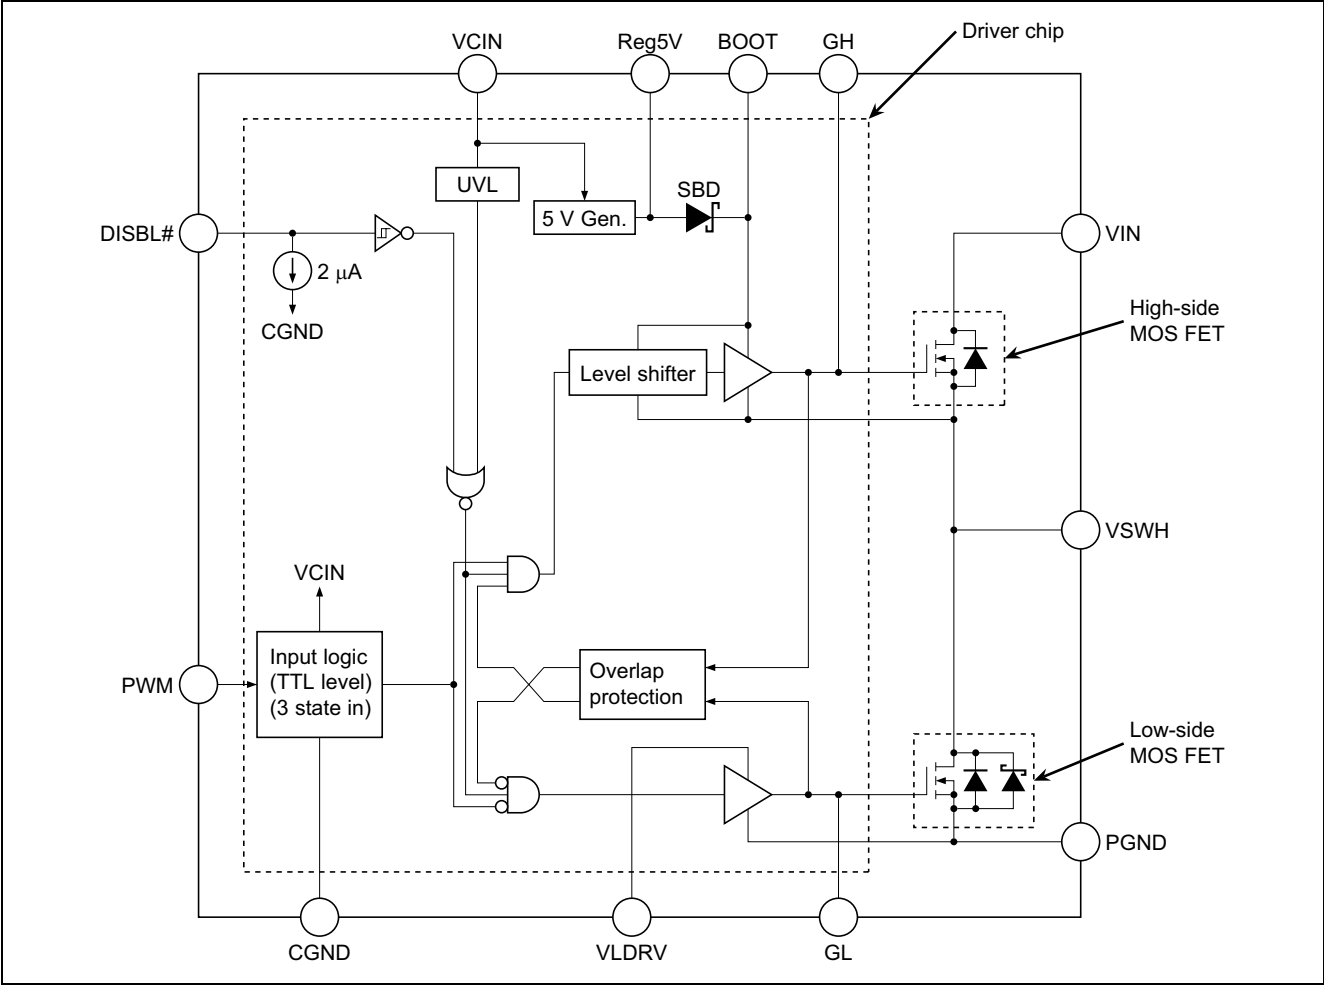 Driver chip
VCIN
Reg5V
BOOT
GH
UVL
SBD
5 V Gen.
DISBL#
2 μA
CGND
VIN
High-side
MOS FET
Level shifter
VSWH
VCIN
Input logic
(TTL level)
(3 state in)
PWM
Overlap
protection
Low-side
MOS FET
PGND
CGND
VLDRV
GL